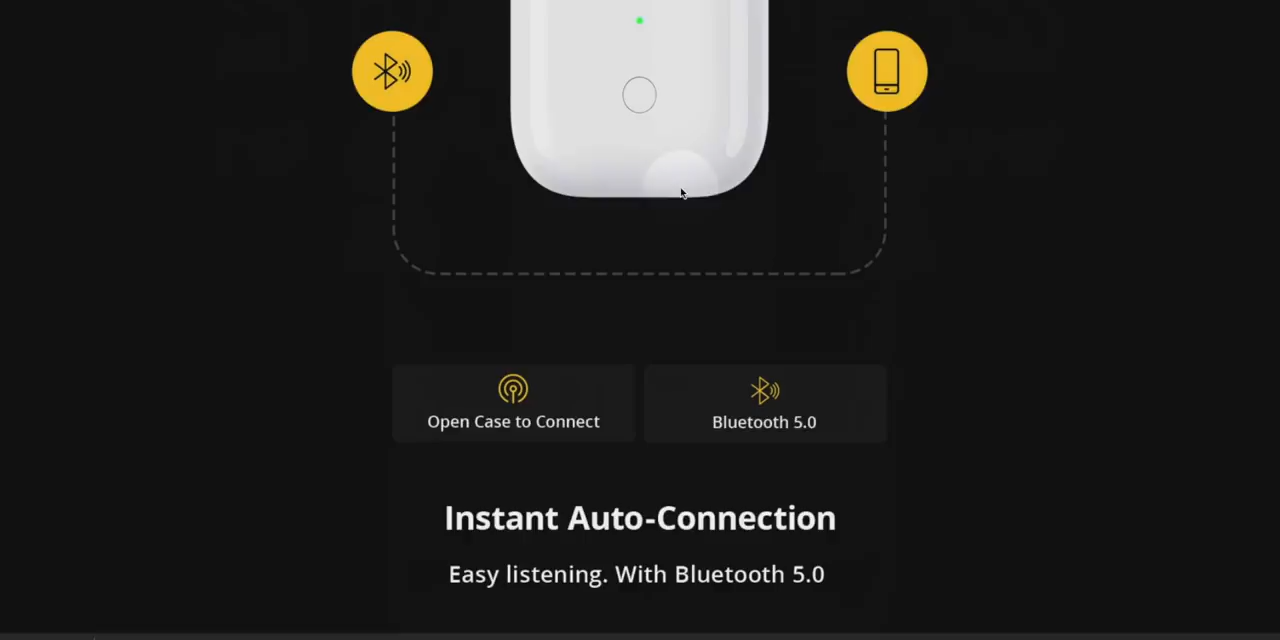 Open Case to Connect
Bluetooth 5.0
Instant Auto-Connection
Easy listening. With Bluetooth 5.0